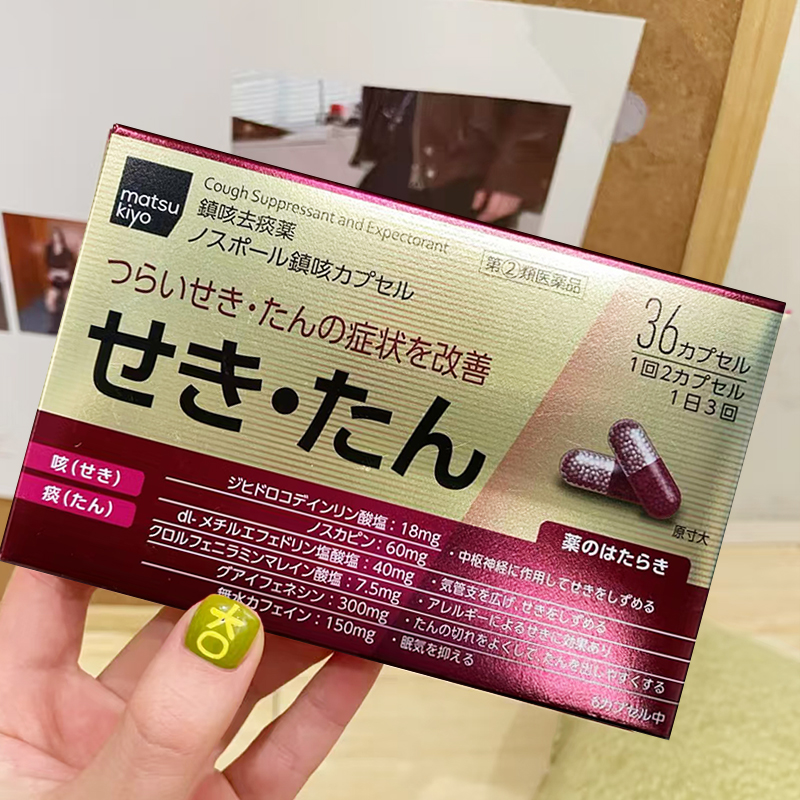 matsu
kiyo
Cough Suppressant and Expectorant
鎮咳去痰薬
ノスポール鎮咳カプセル
第②類医薬品
つらいせき・たんの症状を改善
せき・たん
36カプセル
1回2カプセル
1日3回
原寸大
咳(せき)
痰(たん)
ジヒドロコデインリン酸塩:18mg
ノスカピン:60mg
dl-メチルエフェドリン塩酸塩:40mg
クロルフェニラミンマレイン酸塩:7.5mg
グアイフェネシン:300mg
無水カフェイン:150mg
薬のはたらき
・中枢神経に作用してせきをしずめる
・気管支を広げ、せきをしずめる
・アレルギーによるせきに効果あり
・たんの切れをよくして、たんを出しやすくする
・眠気を抑える
6カプセル中